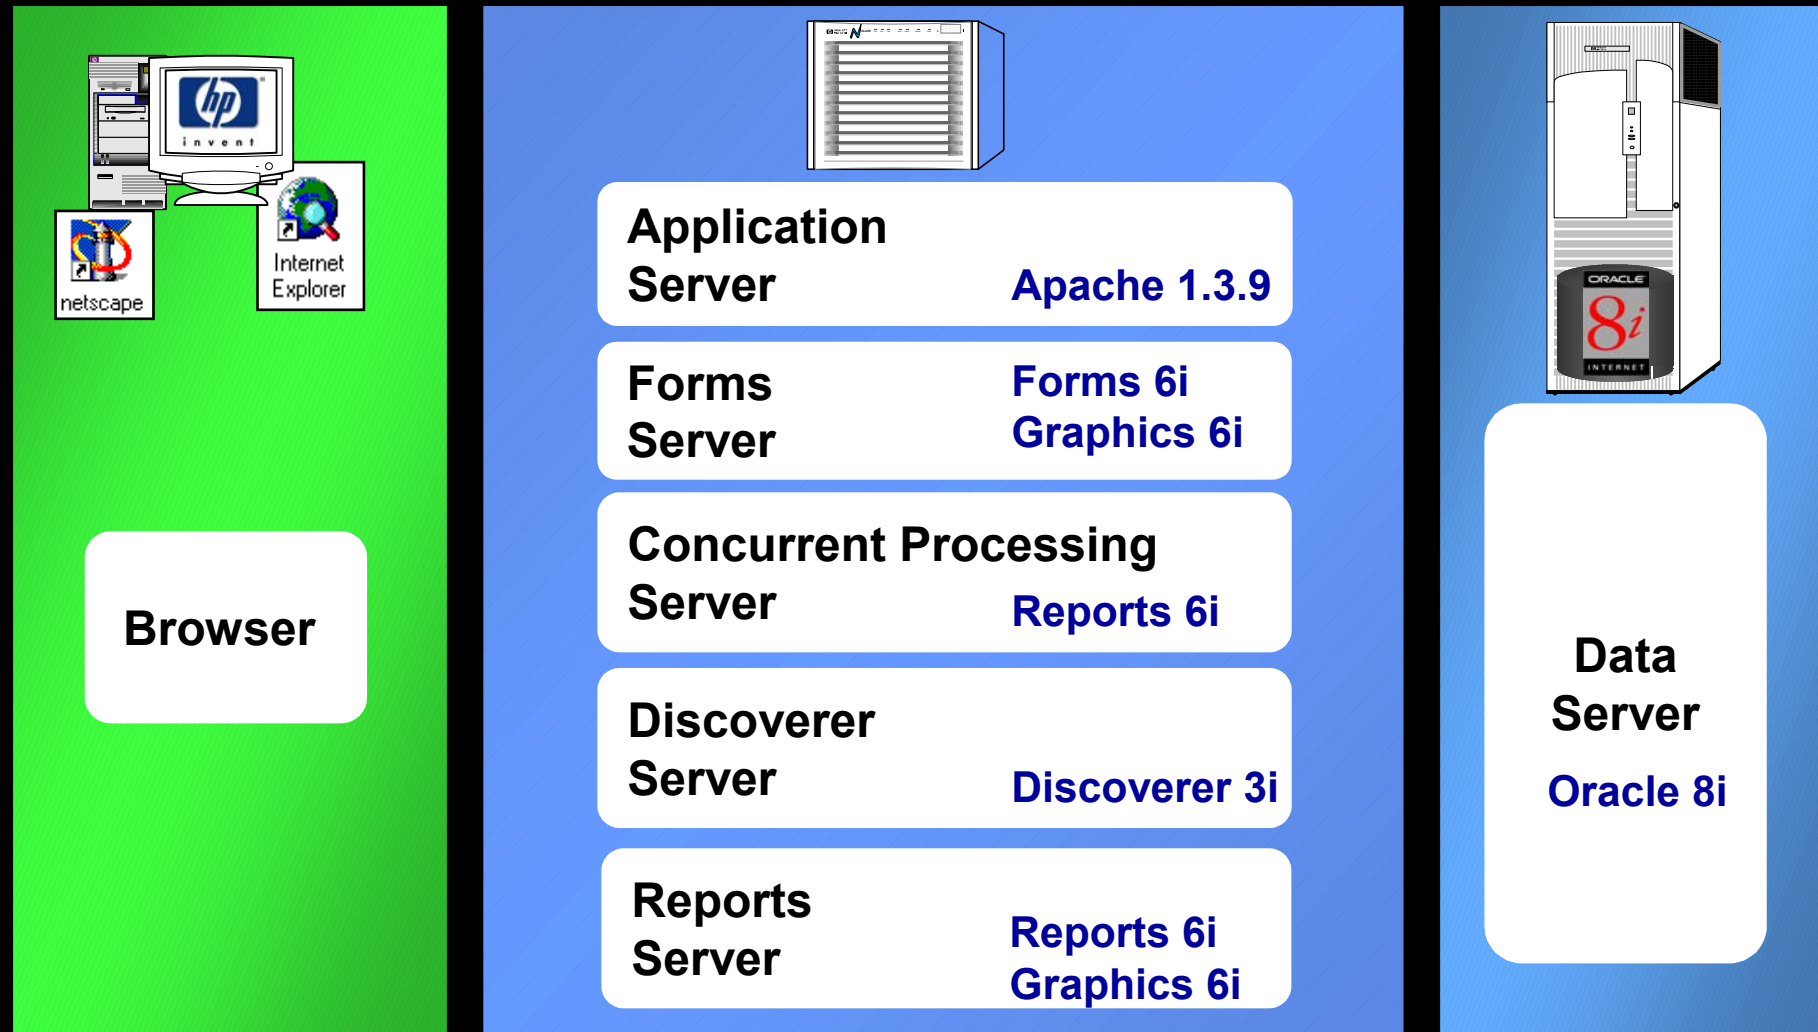 hp
invent
netscape
Internet
Explorer
Browser
Application
Server
Apache 1.3.9
Forms
Server
Forms 6i
Graphics 6i
Concurrent Processing
Server
Reports 6i
Discoverer
Server
Discoverer 3i
Reports
Server
Reports 6i
Graphics 6i
ORACLE
8i
INTERNET
Data
Server
Oracle 8i